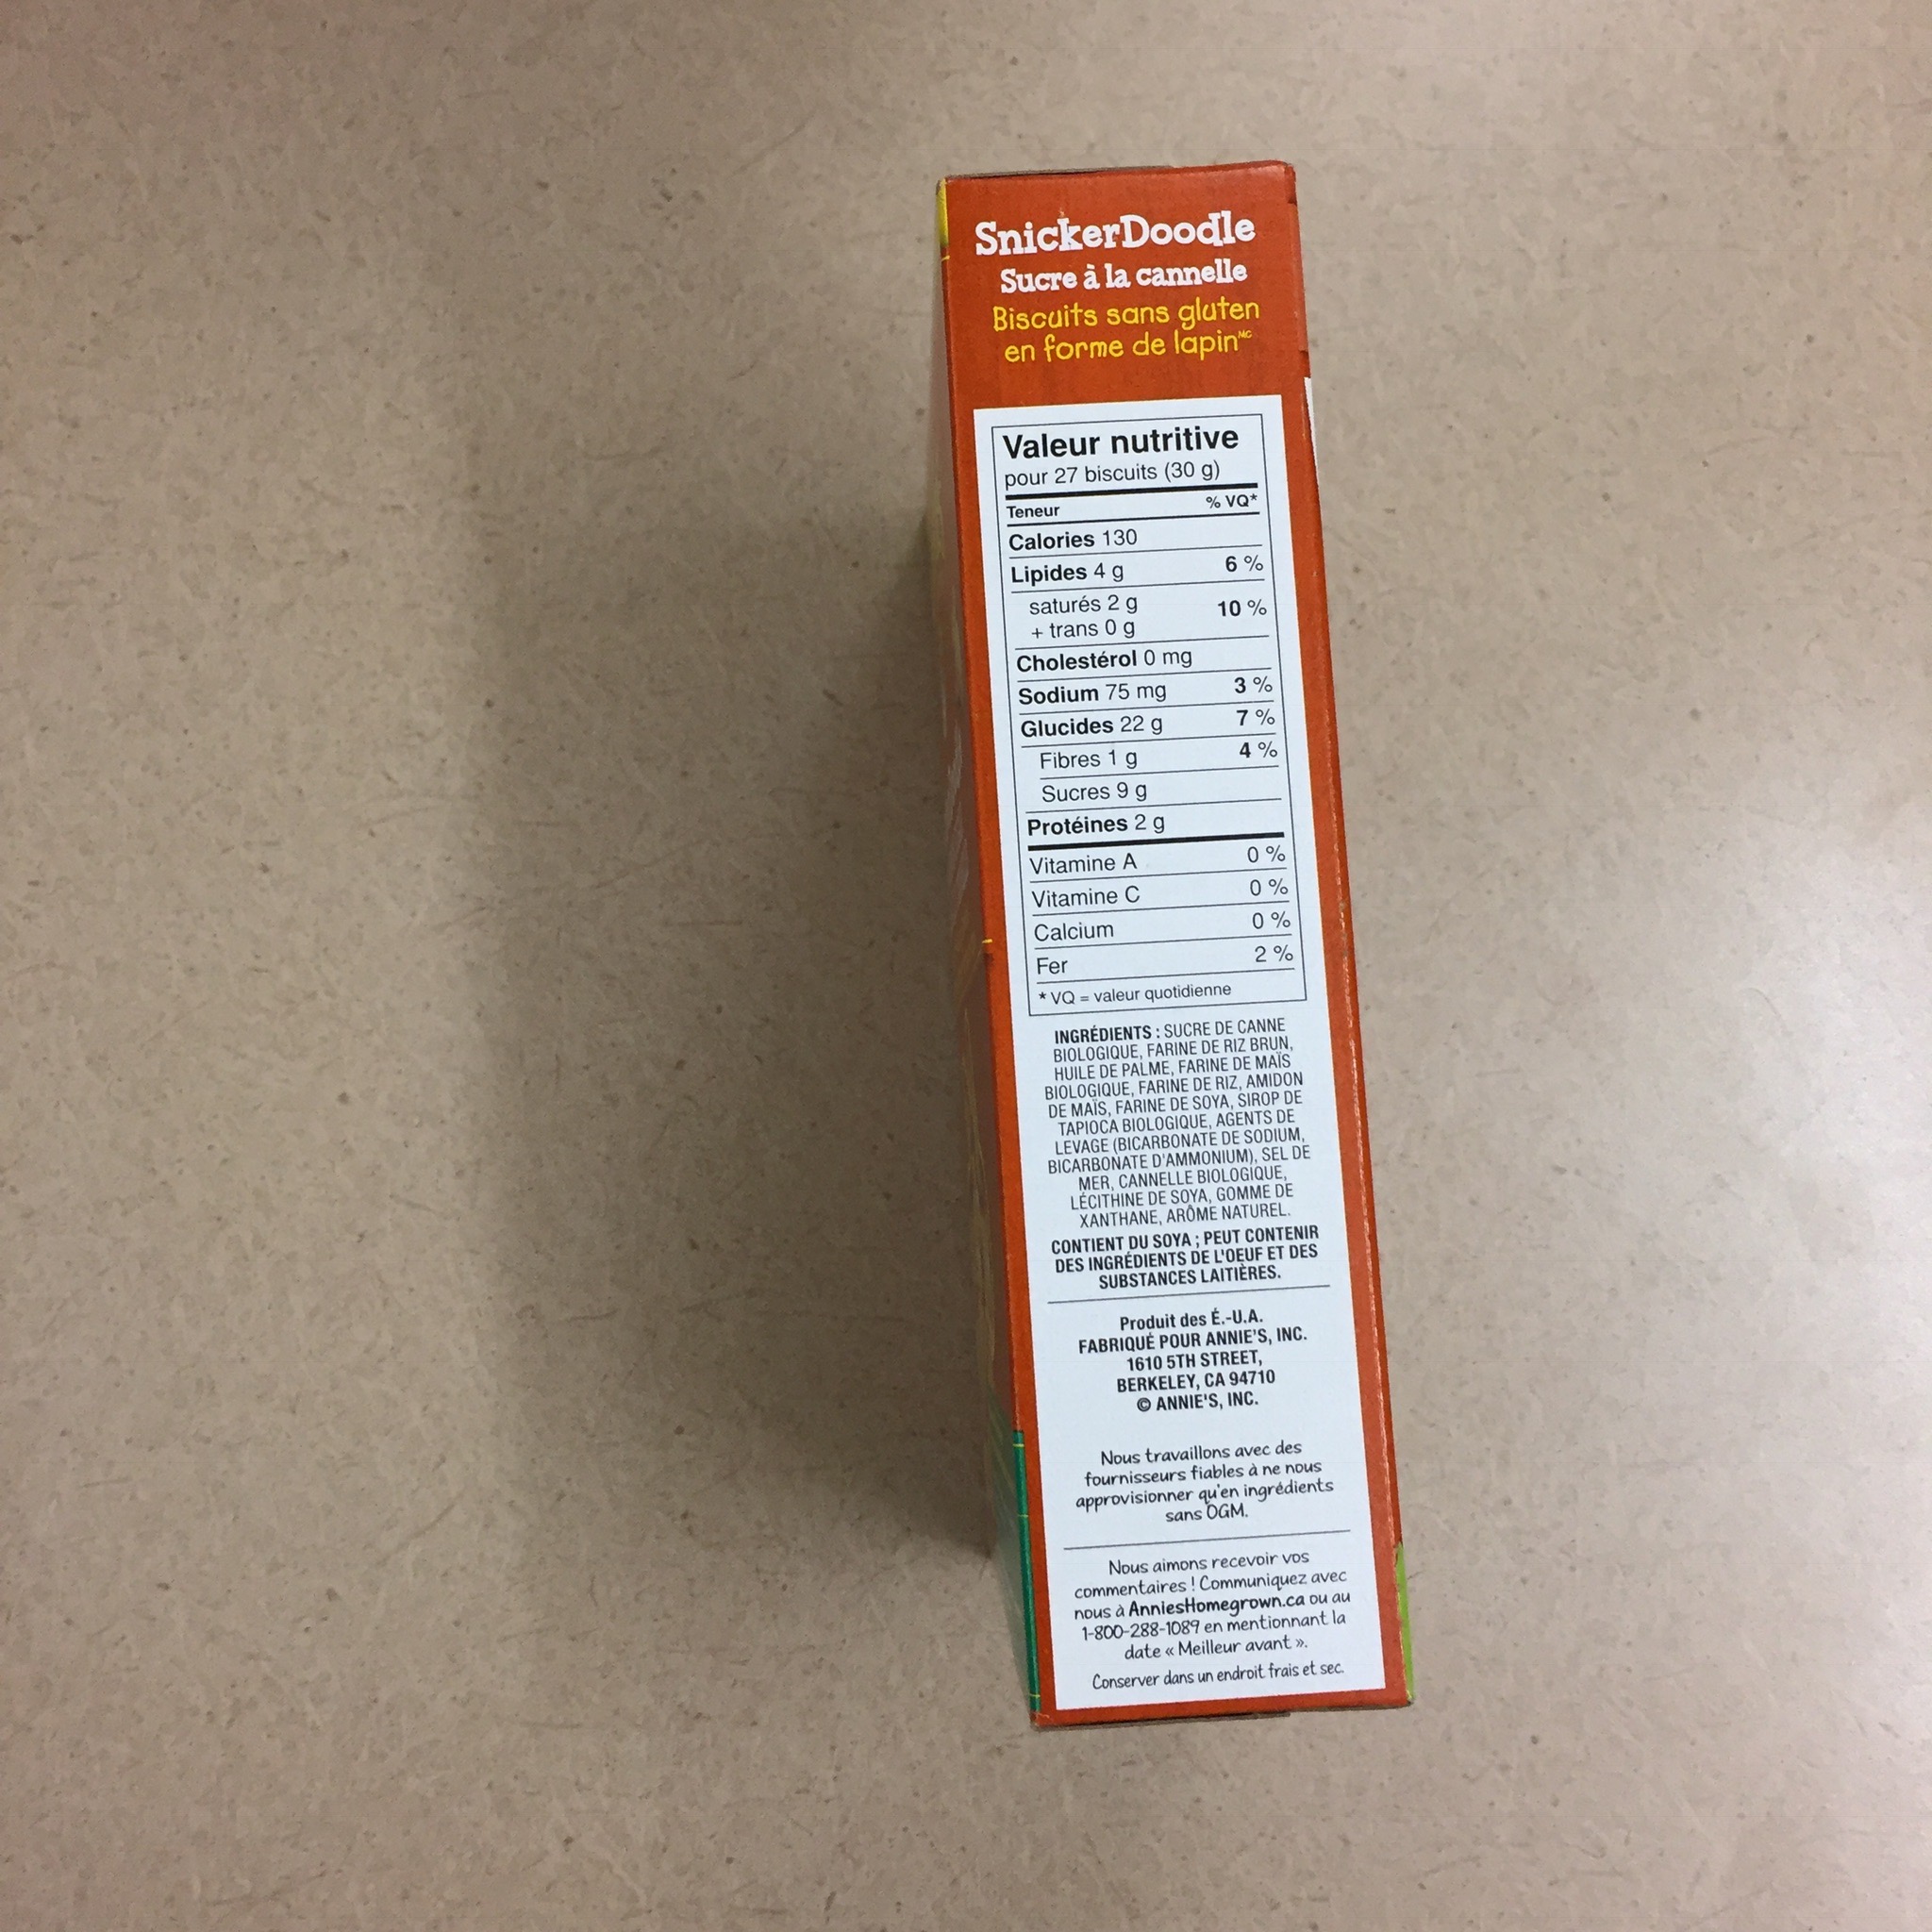 SnickerDoodle
Sucre à la cannelle
Biscuits sans gluten
en forme de lapin MC
Valeur nutritive
pour 27 biscuits (30 g)
Teneur % VQ*
Calories 130
Lipides 4 g 6 %
saturés 2 g 10 %
+ trans 0 g
Cholestérol 0 mg
Sodium 75 mg 3 %
Glucides 22 g 7 %
Fibres 1 g 4 %
Sucres 9 g
Protéines 2 g
Vitamine A 0 %
Vitamine C 0 %
Calcium 0 %
Fer 2 %
* VQ = valeur quotidienne
INGRÉDIENTS : SUCRE DE CANNE
BIOLOGIQUE, FARINE DE RIZ BRUN,
HUILE DE PALME, FARINE DE MAÏS
BIOLOGIQUE, FARINE DE RIZ, AMIDON
DE MAÏS, FARINE DE SOYA, SIROP DE
TAPIOCA BIOLOGIQUE, AGENTS DE
LEVAGE (BICARBONATE DE SODIUM,
BICARBONATE D'AMMONIUM), SEL DE
MER, CANNELLE BIOLOGIQUE,
LÉCITHINE DE SOYA, GOMME DE
XANTHANE, ARÔME NATUREL.
CONTIENT DU SOYA ; PEUT CONTENIR
DES INGRÉDIENTS DE L'OEUF ET DES
SUBSTANCES LAITIÈRES.
Produit des É.-U.A.
FABRIQUÉ POUR ANNIE'S, INC.
1610 5TH STREET,
BERKELEY, CA 94710
© ANNIE'S, INC.
Nous travaillons avec des
fournisseurs fiables à ne nous
approvisionner qu'en ingrédients
sans OGM.
Nous aimons recevoir vos
commentaires ! Communiquez avec
nous à AnniesHomegrown.ca ou au
1-800-288-1089 en mentionnant la
date « Meilleur avant ».
Conserver dans un endroit frais et sec.